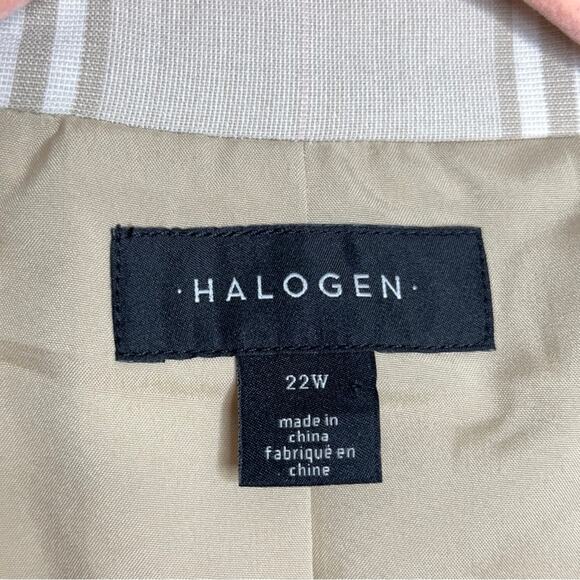 ·HALOGEN·
22W
made in
china
fabriqué en
chine